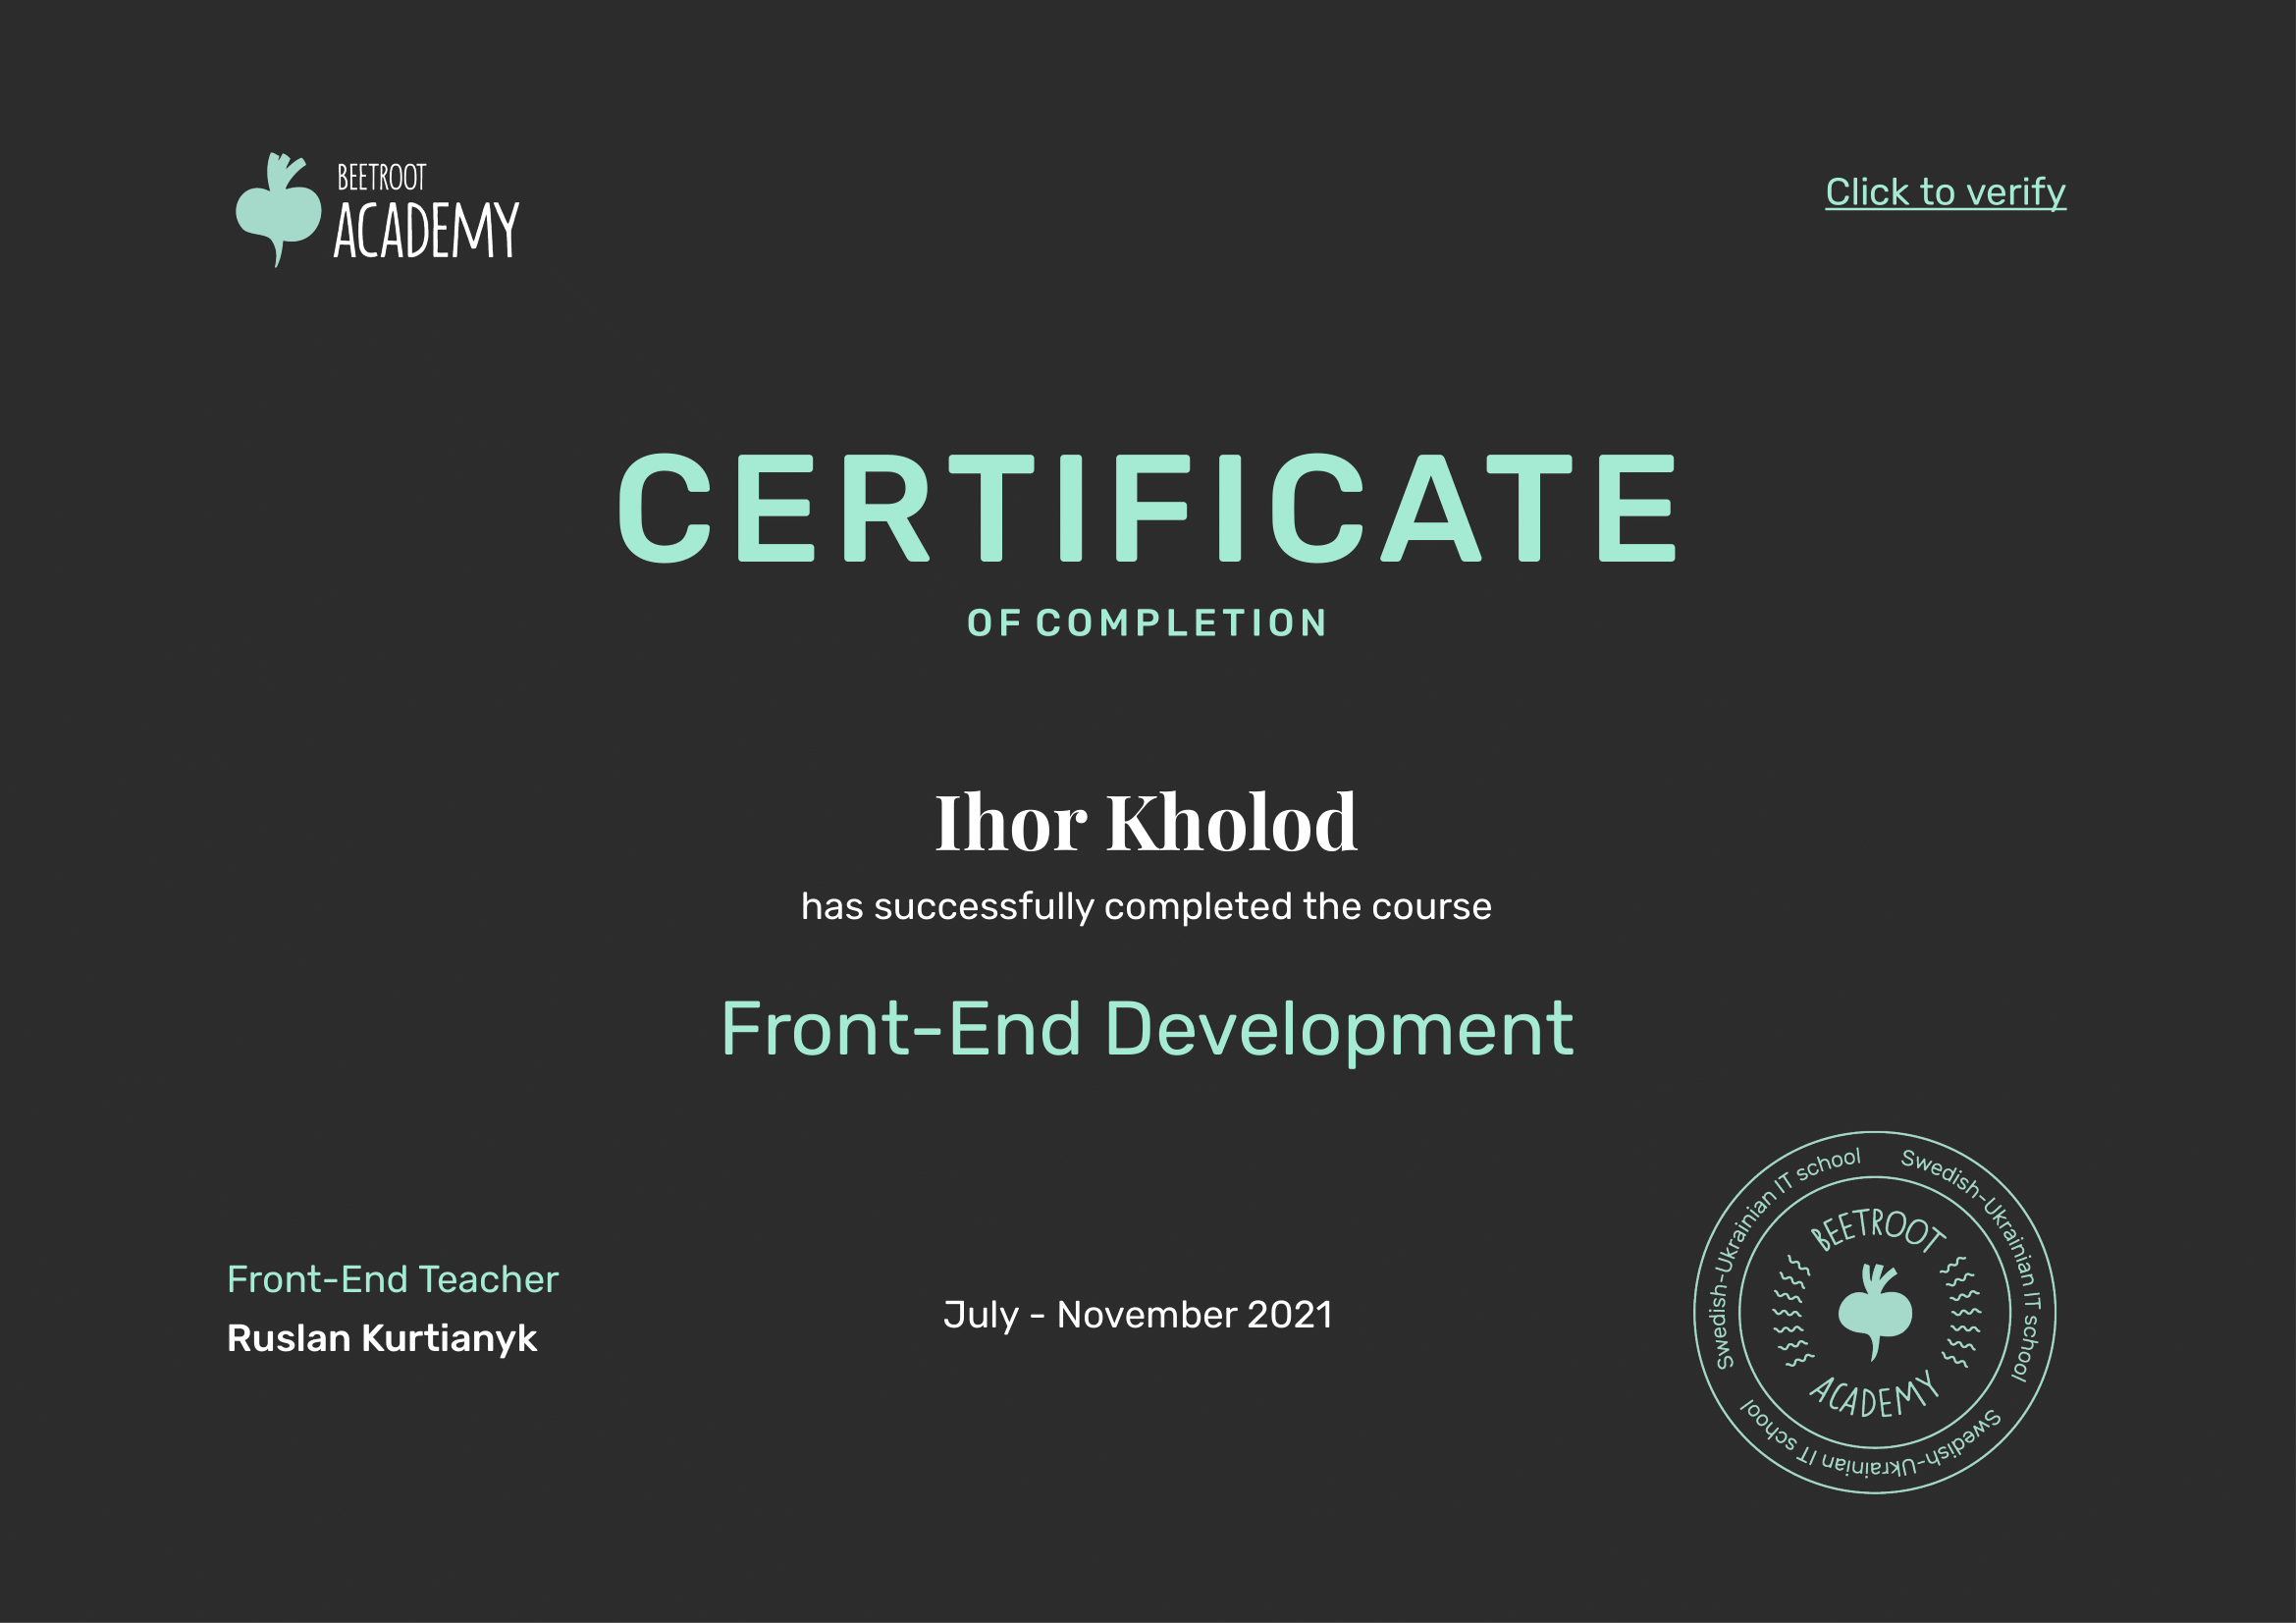 BEETROOT
ACADEMY
Click to verify
CERTIFICATE
OF COMPLETION
Ihor Kholod
has successfully completed the course
Front-End Development
Front-End Teacher
Ruslan Kurtianyk
July - November 2021
Swedish-Ukrainian IT school
Swedish-Ukrainian IT school
Swedish-Ukrainian IT school
BEETROOT
ACADEMY